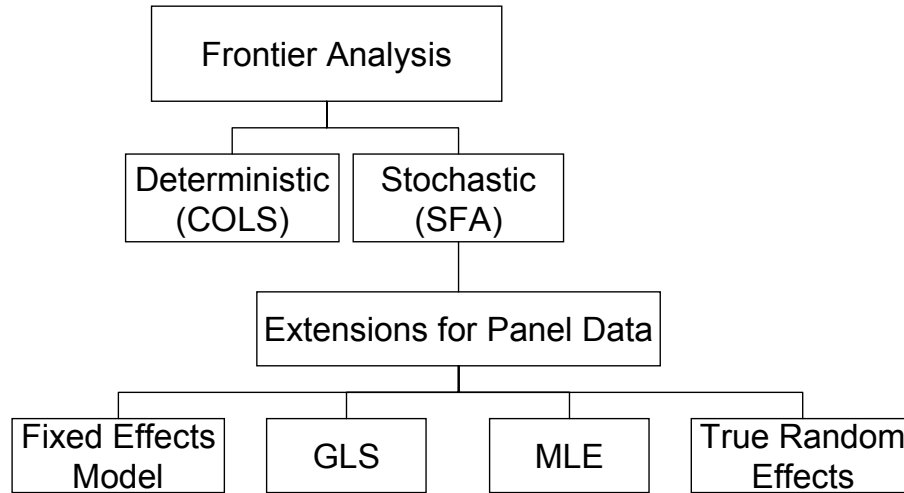 Frontier Analysis
Deterministic
(COLS)
Stochastic
(SFA)
Extensions for Panel Data
Fixed Effects
Model
GLS
MLE
True Random
Effects